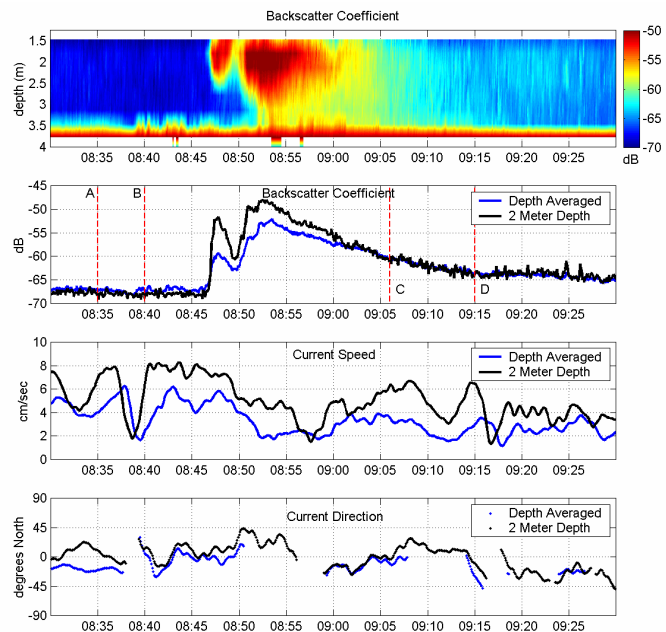 Backscatter Coefficient
depth (m)
1.5
2
2.5
3
3.5
4
08:35 08:40 08:45 08:50 08:55 09:00 09:05 09:10 09:15 09:20 09:25
-50
-55
-60
-65
-70
dB
Backscatter Coefficient
dB
-45
-50
-55
-60
-65
-70
A
B
C
D
Depth Averaged
2 Meter Depth
08:35 08:40 08:45 08:50 08:55 09:00 09:05 09:10 09:15 09:20 09:25
Current Speed
cm/sec
10
8
6
4
2
0
Depth Averaged
2 Meter Depth
08:35 08:40 08:45 08:50 08:55 09:00 09:05 09:10 09:15 09:20 09:25
Current Direction
degrees North
90
45
0
-45
-90
Depth Averaged
2 Meter Depth
08:35 08:40 08:45 08:50 08:55 09:00 09:05 09:10 09:15 09:20 09:25